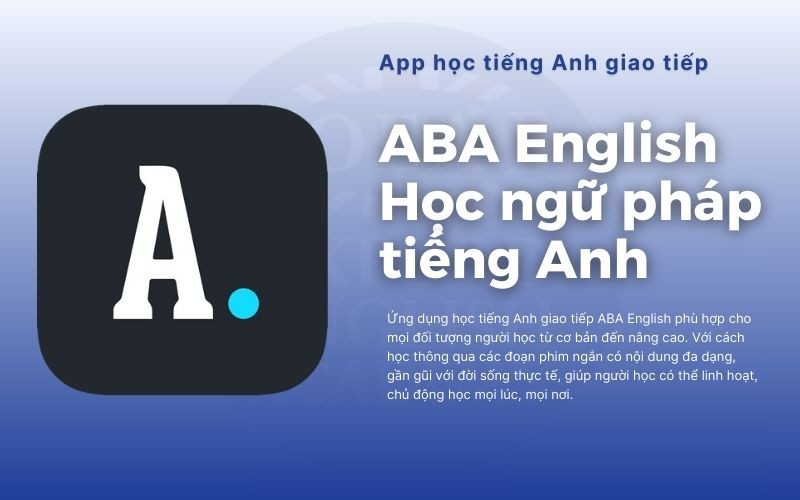 App học tiếng Anh giao tiếp
A.
ABA English
Học ngữ pháp
tiếng Anh
Ứng dụng học tiếng Anh giao tiếp ABA English phù hợp cho
mọi đối tượng người học từ cơ bản đến nâng cao. Với cách
học thông qua các đoạn phim ngắn có nội dung đa dạng,
gần gũi với đời sống thực tế, giúp người học có thể linh hoạt,
chủ động học mọi lúc, mọi nơi.